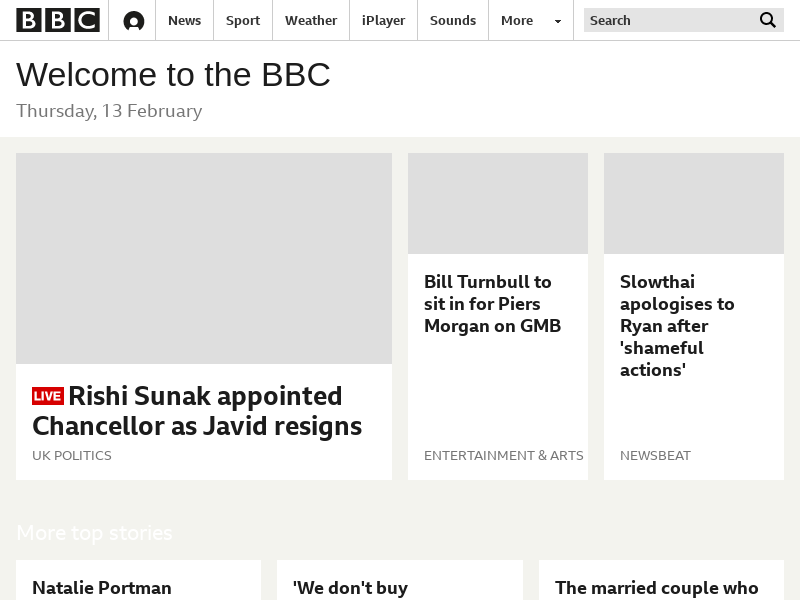 BBC News Sport Weather iPlayer Sounds More Search
Welcome to the BBC
Thursday, 13 February
LIVE Rishi Sunak appointed
Chancellor as Javid resigns
UK POLITICS
Bill Turnbull to
sit in for Piers
Morgan on GMB
ENTERTAINMENT & ARTS
Slowthai
apologises to
Ryan after
'shameful
actions'
NEWSBEAT
More top stories
Natalie Portman
'We don't buy
The married couple who